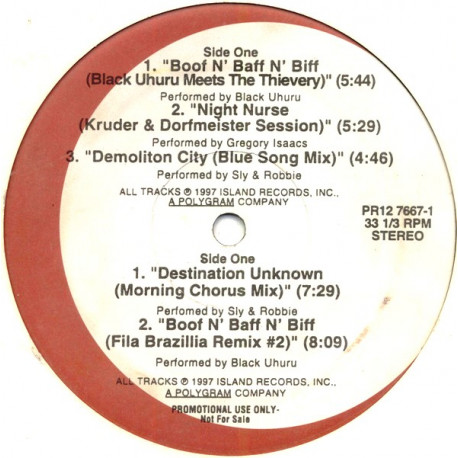 Side One
1. "Boof N' Baff N' Biff
(Black Uhuru Meets The Thievery)" (5:44)
Performed by Black Uhuru
2. "Night Nurse
(Kruder & Dorfmeister Session)" (5:29)
Performed by Gregory Isaacs
3. "Demoliton City (Blue Song Mix)" (4:46)
Performed by Sly & Robbie
ALL TRACKS ℗ 1997 ISLAND RECORDS, INC.,
A POLYGRAM COMPANY
PR12 7667-1
33 1/3 RPM
STEREO
Side One
1. "Destination Unknown
(Morning Chorus Mix)" (7:29)
Perfomed by Sly & Robbie
2. "Boof N' Baff N' Biff
(Fila Brazillia Remix #2)" (8:09)
Performed by Black Uhuru
ALL TRACKS ℗ 1997 ISLAND RECORDS, INC.,
A POLYGRAM COMPANY
PROMOTIONAL USE ONLY-
Not For Sale